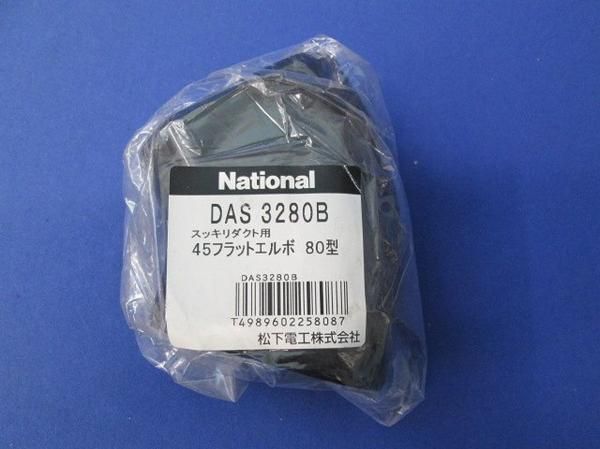 National
DAS 3280B
スッキリダクト用
45フラットエルボ 80型
DAS3280B
T4989602258087
松下電工株式会社